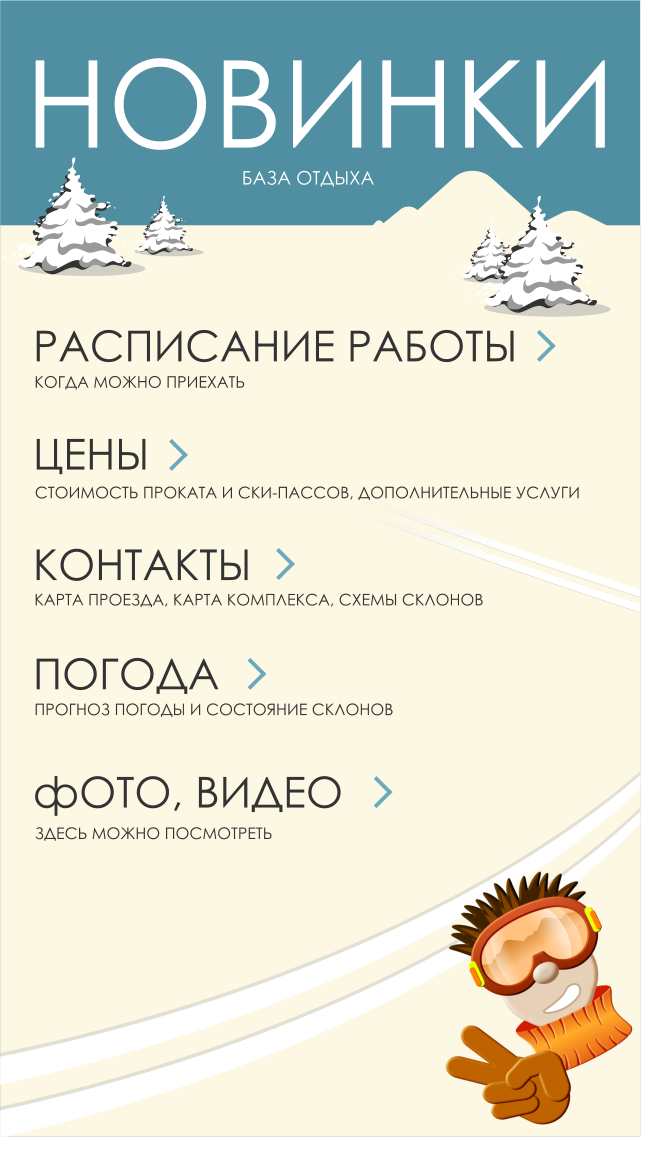 НОВИНКИ
БАЗА ОТДЫХА
РАСПИСАНИЕ РАБОТЫ
КОГДА МОЖНО ПРИЕХАТЬ
ЦЕНЫ
СТОИМОСТЬ ПРОКАТА И СКИ-ПАССОВ, ДОПОЛНИТЕЛЬНЫЕ УСЛУГИ
КОНТАКТЫ
КАРТА ПРОЕЗДА, КАРТА КОМПЛЕКСА, СХЕМЫ СКЛОНОВ
ПОГОДА
ПРОГНОЗ ПОГОДЫ И СОСТОЯНИЕ СКЛОНОВ
фОТО, ВИДЕО
ЗДЕСЬ МОЖНО ПОСМОТРЕТЬ